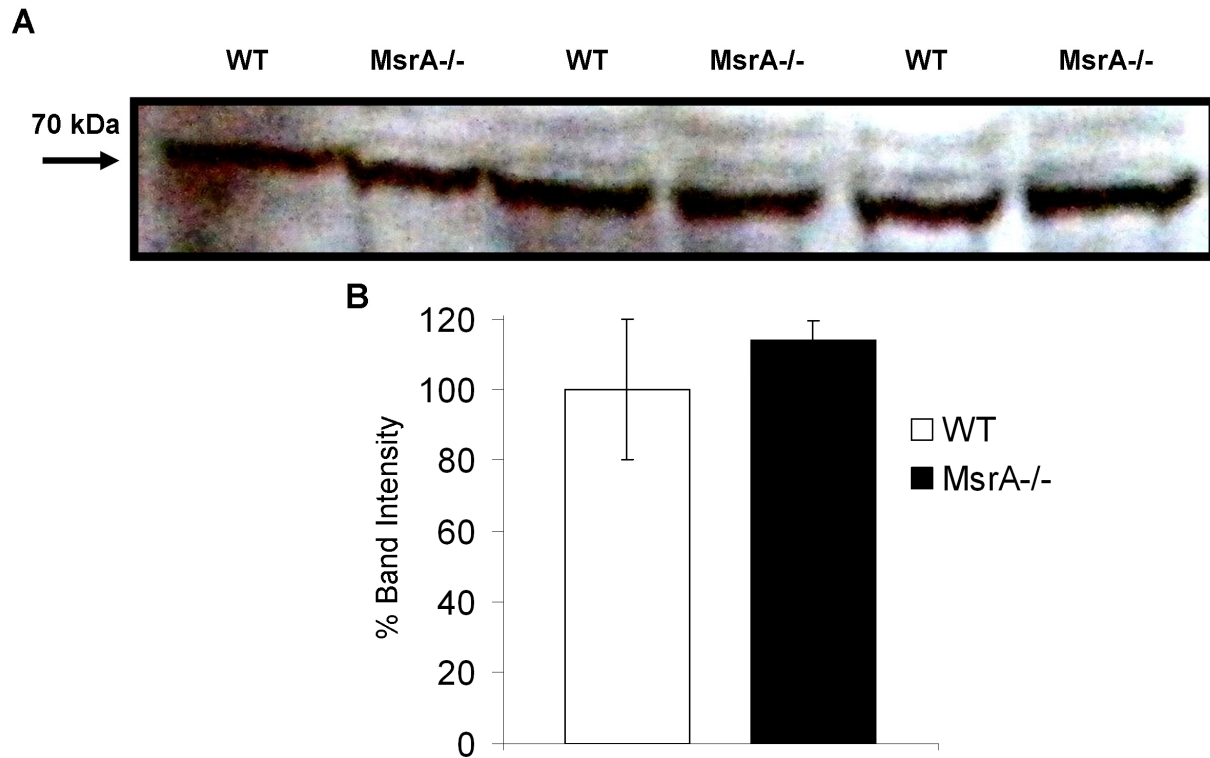 A
WT MsrA-/- WT MsrA-/- WT MsrA-/-
70 kDa
B
120
100
80
60
40
20
0
% Band Intensity
WT
MsrA-/-